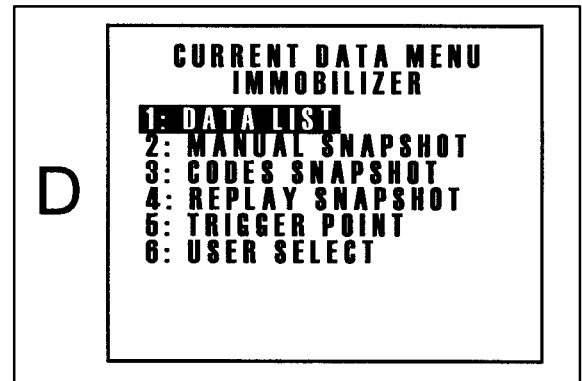 CURRENT DATA MENU
IMMOBILIZER
1: DATA LIST
2: MANUAL SNAPSHOT
3: CODES SNAPSHOT
4: REPLAY SNAPSHOT
5: TRIGGER POINT
6: USER SELECT
D